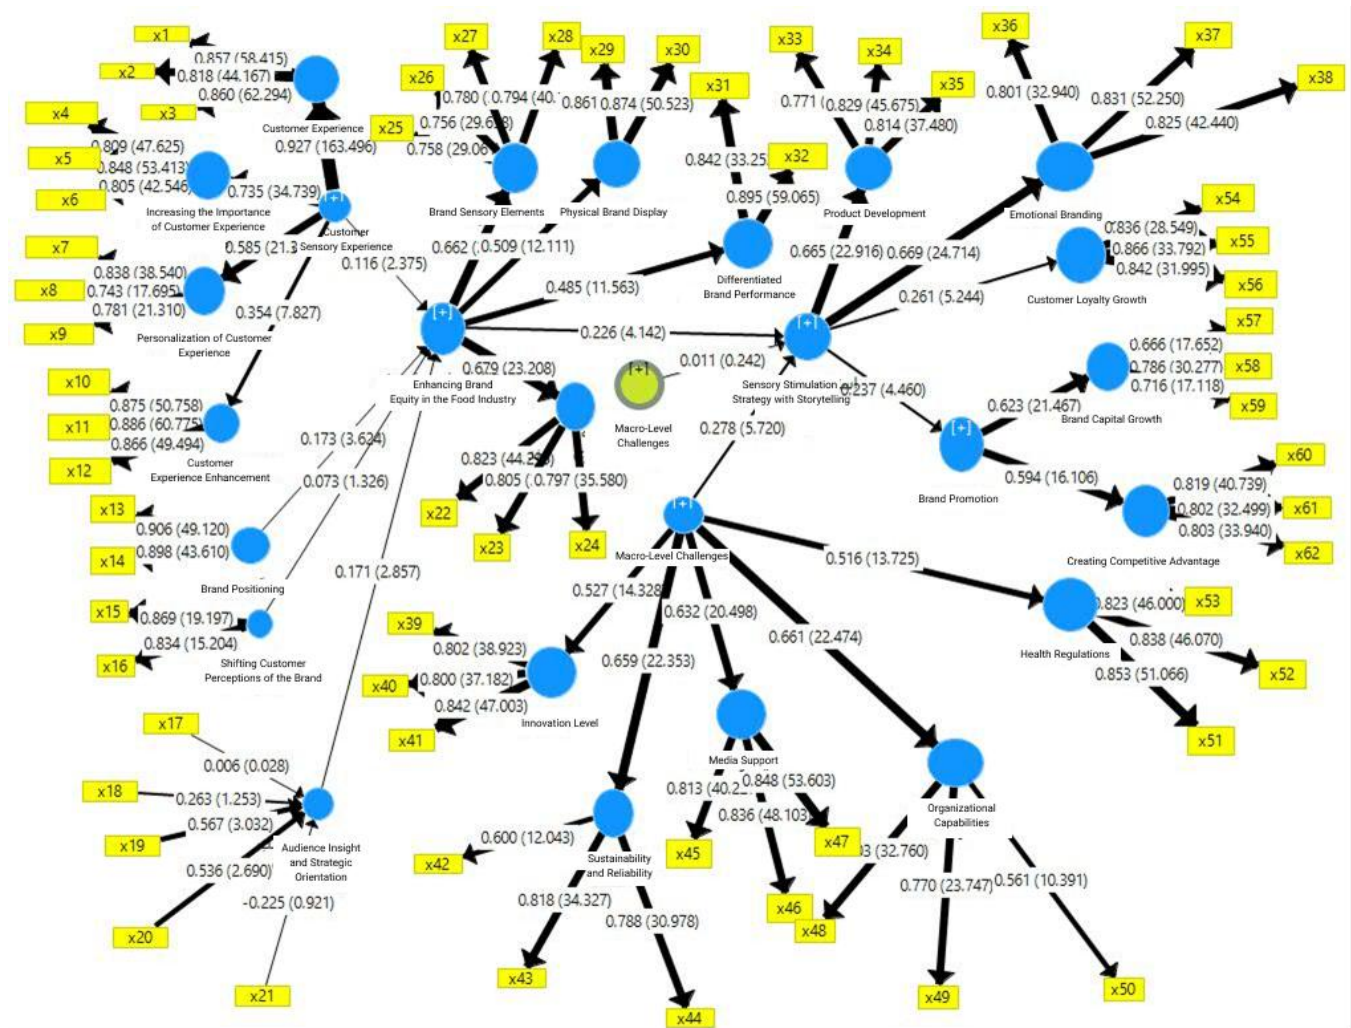 x1
0.857 (58.415)
x2
0.818 (44.167)
0.860 (62.294)
x3
Customer Experience
0.927 (163.496)
x4
0.809 (47.625)
x5
0.848 (53.413)
0.805 (42.546)
x6
0.735 (34.739)
Increasing the Importance
of Customer Experience
[+]
Customer
Sensory Experience
0.585 (21.3
x7
0.838 (38.540)
x8
0.743 (17.695)
0.781 (21.310)
x9
Personalization of Customer
Experience
0.354 (7.827)
0.116 (2.375)
x10
0.875 (50.758)
x11
0.886 (60.775)
0.866 (49.494)
x12
Customer
Experience Enhancement
0.173 (3.624)
0.073 (1.326)
x13
0.906 (49.120)
x14
0.898 (43.610)
Brand Positioning
x15
0.869 (19.197)
0.834 (15.204)
x16
Shifting Customer
Perceptions of the Brand
0.171 (2.857)
x17
0.006 (0.028)
x18
0.263 (1.253)
x19
0.567 (3.032)
0.536 (2.690)
-0.225 (0.921)
x20
x21
Audience Insight
and Strategic
Orientation
x27
x28
x29
x30
x26
0.780 (
0.794 (40.
0.861
0.874 (50.523)
x25
0.756 (29.6
0.758 (29.06
Brand Sensory Elements
Physical Brand Display
0.662 (
0.509 (12.111)
x31
0.842 (33.25
x32
0.895 (59.065)
Differentiated
Brand Performance
0.485 (11.563)
[+]
0.226 (4.142)
Enhancing Brand
Equity in the Food Industry
0.679 (23.208)
0.823 (44.2
0.805 (
0.797 (35.580)
x22
x23
x24
[+]
0.011 (0.242)
Macro-Level
Challenges
x33
x34
x35
0.771 (
0.829 (45.675)
0.814 (37.480)
Product Development
0.665 (22.916)
0.669 (24.714)
x36
x37
x38
0.801 (32.940)
0.831 (52.250)
0.825 (42.440)
Emotional Branding
x54
0.836 (28.549)
x55
0.866 (33.792)
0.842 (31.995)
x56
Customer Loyalty Growth
0.261 (5.244)
[+]
Sensory Stimulation
Strategy with Storytelling
0.237 (4.460)
0.278 (5.720)
x57
0.666 (17.652)
x58
0.786 (30.277)
0.716 (17.118)
x59
Brand Capital Growth
0.623 (21.467)
[+]
Brand Promotion
0.594 (16.106)
x60
0.819 (40.739)
x61
0.802 (32.499)
0.803 (33.940)
x62
Creating Competitive Advantage
[+]
Macro-Level Challenges
0.516 (13.725)
0.527 (14.328
0.632 (20.498)
0.661 (22.474)
0.659 (22.353)
0.823 (46.000)
x53
0.838 (46.070)
x52
0.853 (51.066)
x51
Health Regulations
x39
0.802 (38.923)
x40
0.800 (37.182)
0.842 (47.003)
x41
Innovation Level
Media Support
0.813 (40.2
0.848 (53.603)
0.836 (48.103)
x45
x46
x47
Organizational
Capabilities
03 (32.760)
0.770 (23.747)
0.561 (10.391)
x48
x49
x50
0.600 (12.043)
x42
Sustainability
and Reliability
0.818 (34.327)
0.788 (30.978)
x43
x44